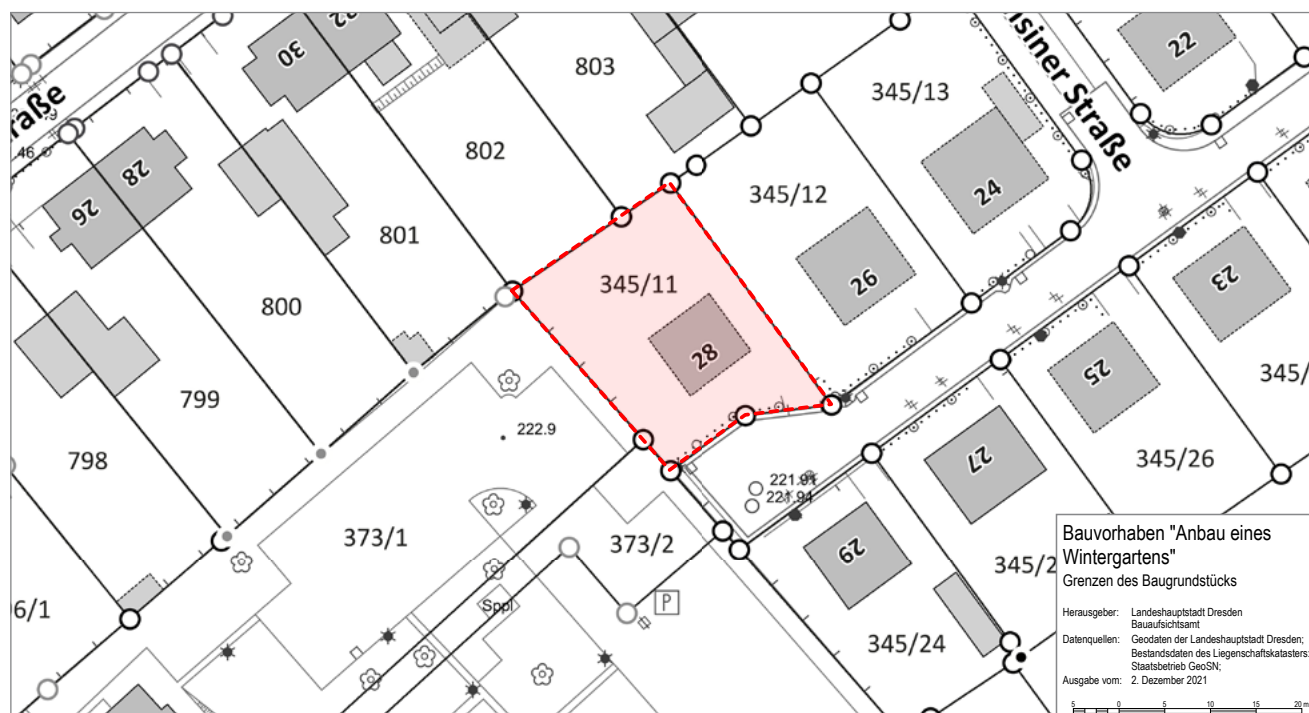 22
30
803
345/13
isiner Straße
22
raße
46
28
26
802
801
800
799
798
345/12
24
26
345/11
28
23
25
345/
27
345/26
222.9
221.91
221.94
373/1
373/2
29
345/2
Sppl
P
6/1
345/24
Bauvorhaben "Anbau eines
Wintergartens"
Grenzen des Baugrundstücks
Herausgeber: Landeshauptstadt Dresden
Bauaufsichtsamt
Datenquellen: Geodaten der Landeshauptstadt Dresden;
Bestandsdaten des Liegenschaftskatasters:
Staatsbetrieb GeoSN;
Ausgabe vom: 2. Dezember 2021
5 0 5 10 15 20 m